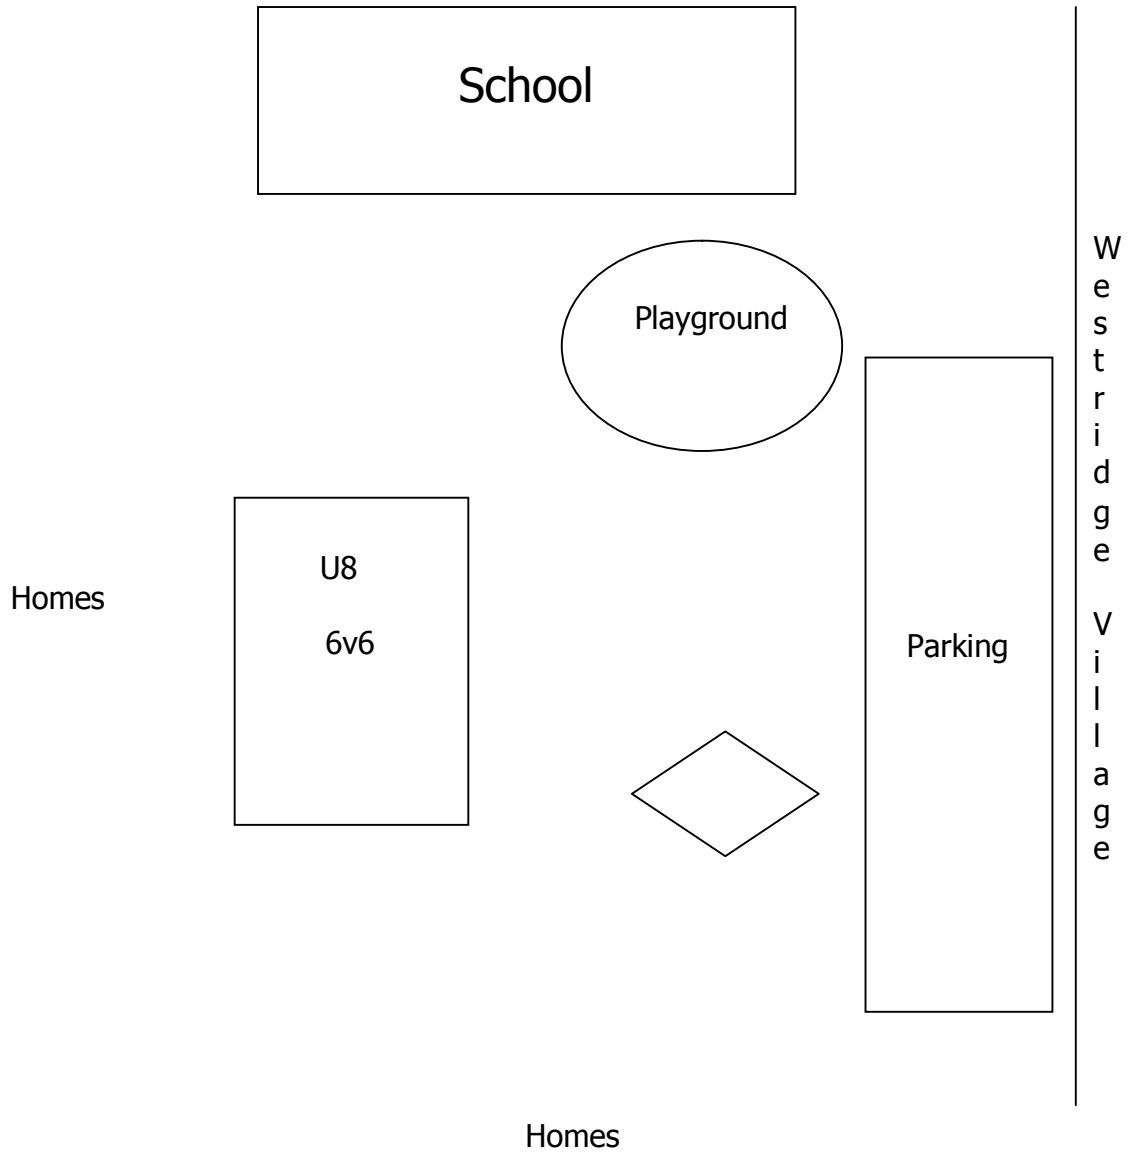 School
Playground
Westridge Village
U8
Homes
6v6
Parking
Homes